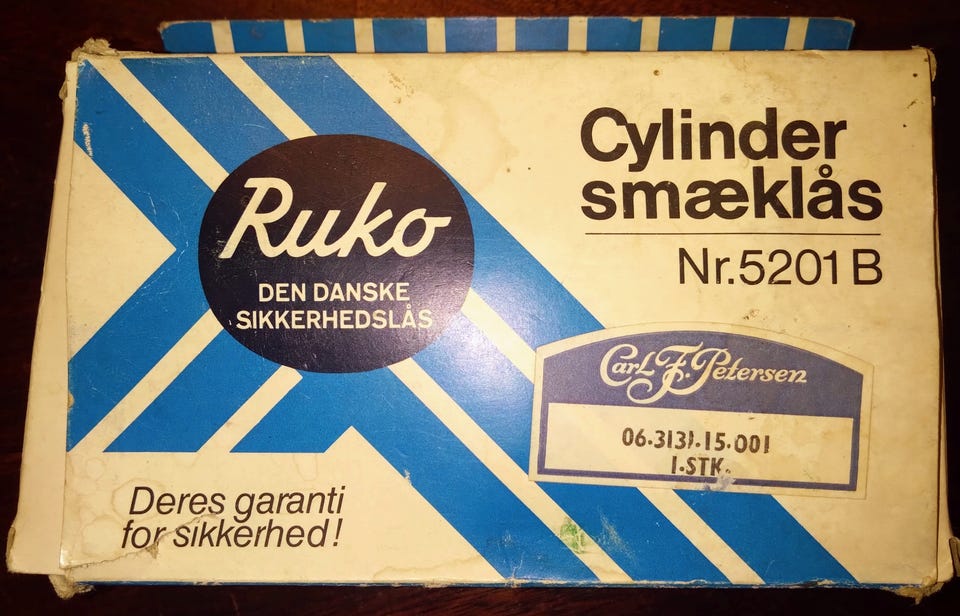 Ruko
DEN DANSKE
SIKKERHEDSLÅS
Cylinder
smæklås
Nr.5201 B
Carl F. Petersen
06.3131.15.001
1.STK.
Deres garanti
for sikkerhed!